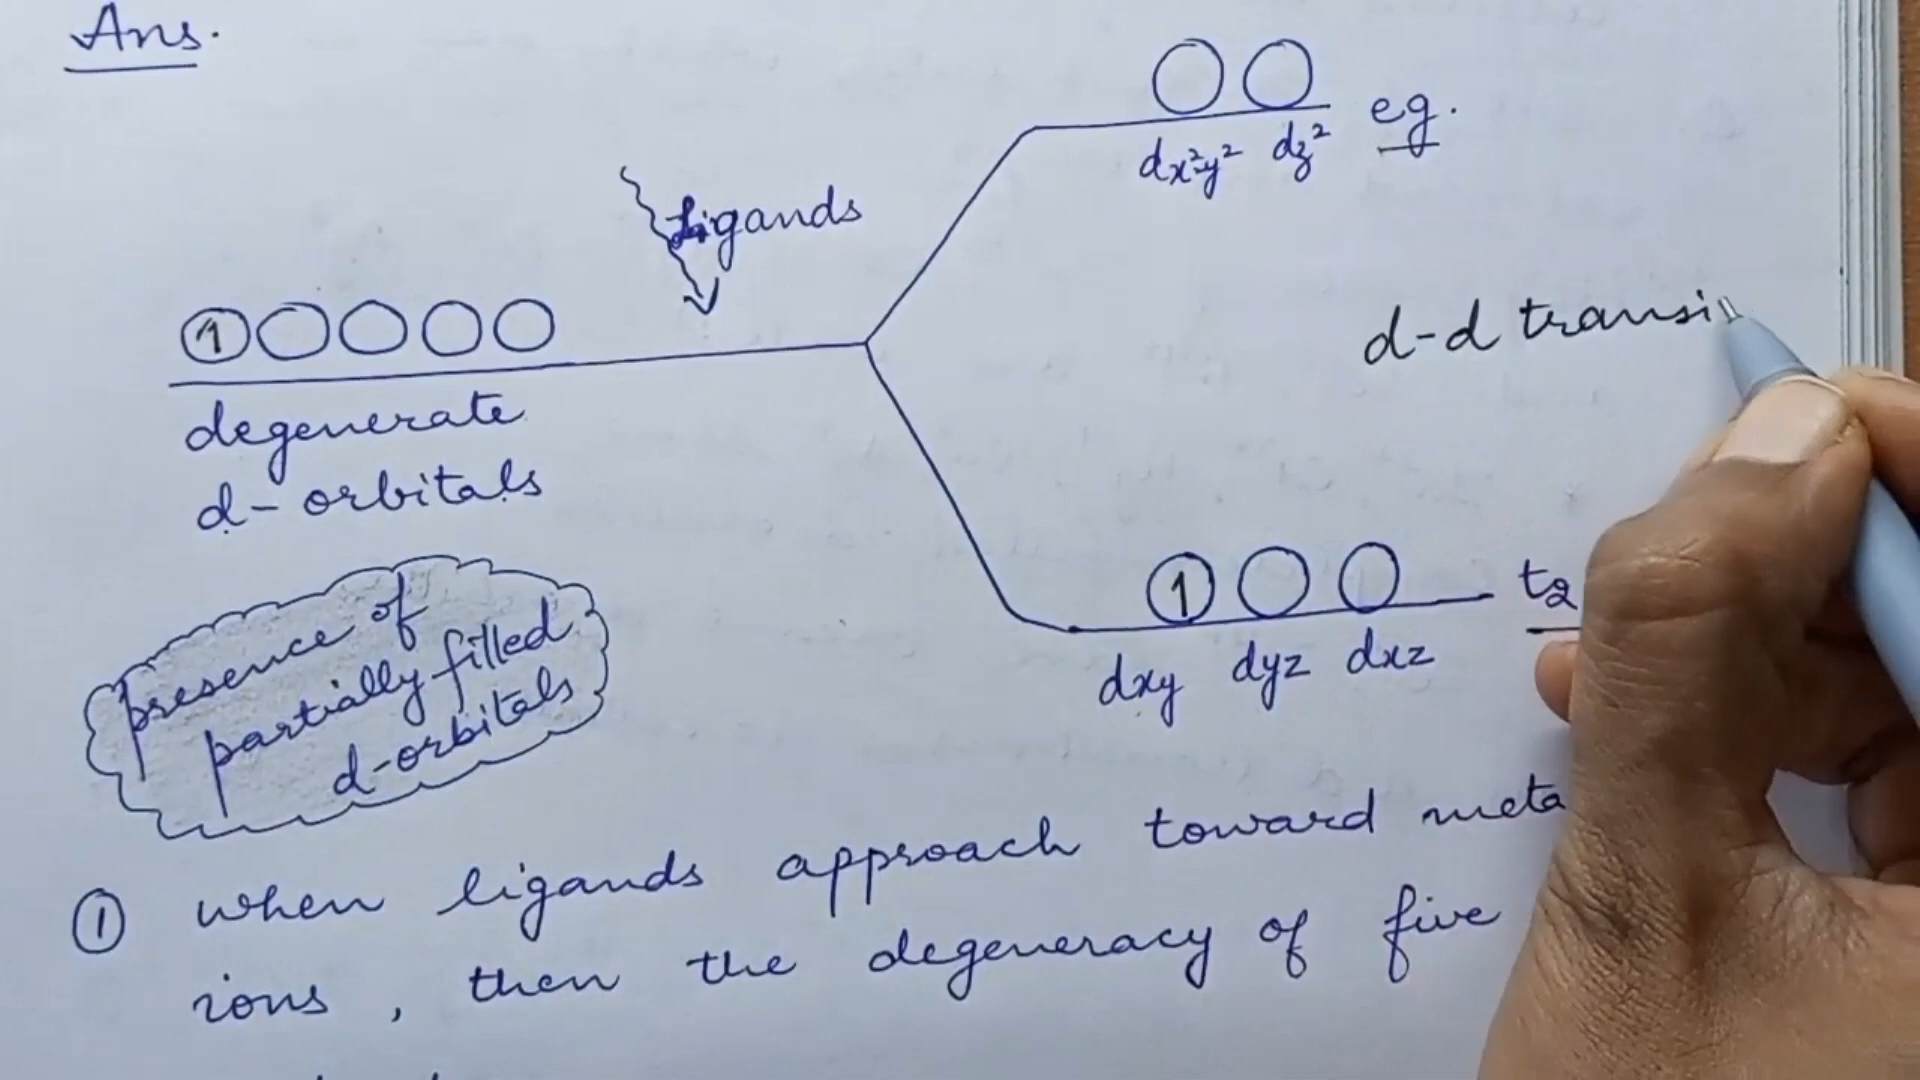 Ans.
eg.
dx²-y² dz²
Ligands
d-d transi
1
degenerate
d-orbitals
1
t2
dxy dyz dxz
presence of
partially filled
d-orbitals
① when ligands approach toward meta
ions, then the degeneracy of five